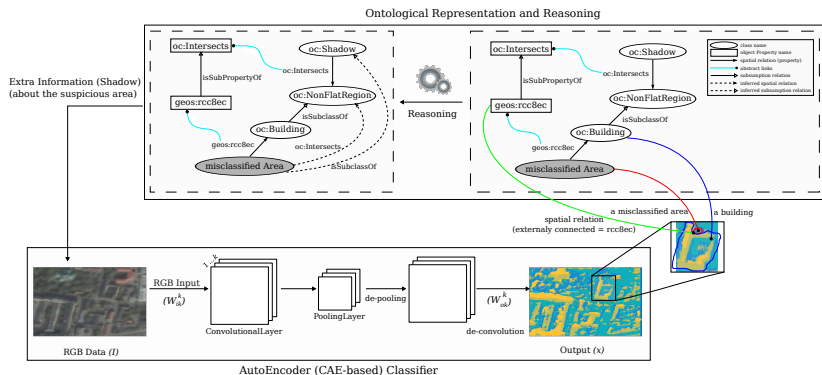 Ontological Representation and Reasoning
oc:Intersects
oc:Shadow
oc:Intersects
isSubPropertyOf
oc:NonFlatRegion
geos:rcc8ec
isSubclassOf
oc:Building
geos:rcc8ec
oc:Intersects
misclassified Area
isSubclassOf
Reasoning
oc:Intersects
oc:Shadow
oc:Intersects
isSubPropertyOf
oc:NonFlatRegion
geos:rcc8ec
isSubclassOf
oc:Building
geos:rcc8ec
misclassified Area
class name
object Property name
spatial relation (property)
abstract links
subsumption relation
inferred spatial relation
inferred subsumption relation
Extra Information (Shadow)
(about the suspicious area)
a misclassified area
a building
spatial relation
(externaly connected = rcc8ec)
RGB Input
(W^k_ik)
1...k
ConvolutionalLayer
PoolingLayer
de-pooling
(W^k_ok)
de-convolution
RGB Data (I)
Output (x)
AutoEncoder (CAE-based) Classifier